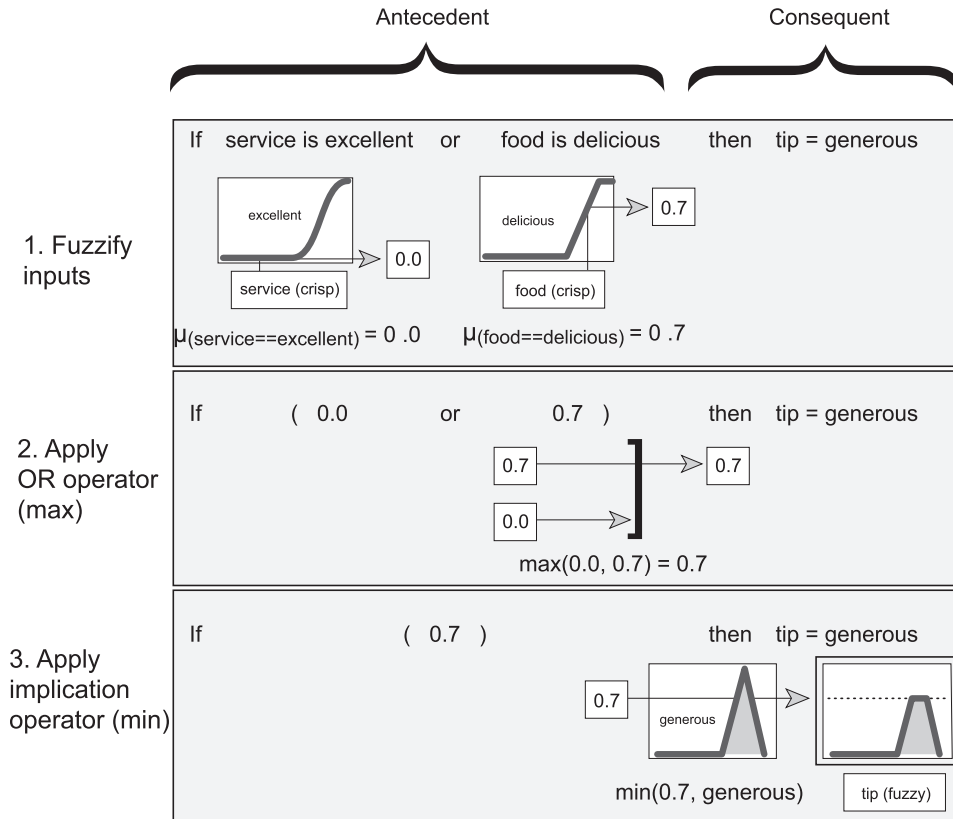 Antecedent Consequent
If service is excellent or food is delicious then tip = generous
excellent
delicious
0.7
0.0
1. Fuzzify
inputs
service (crisp)
food (crisp)
μ(service==excellent) = 0 .0 μ(food==delicious) = 0 .7
If ( 0.0 or 0.7 ) then tip = generous
2. Apply
OR operator
(max)
0.7 0.7
0.0
max(0.0, 0.7) = 0.7
If ( 0.7 ) then tip = generous
3. Apply
implication
operator (min)
0.7
generous
min(0.7, generous)
tip (fuzzy)